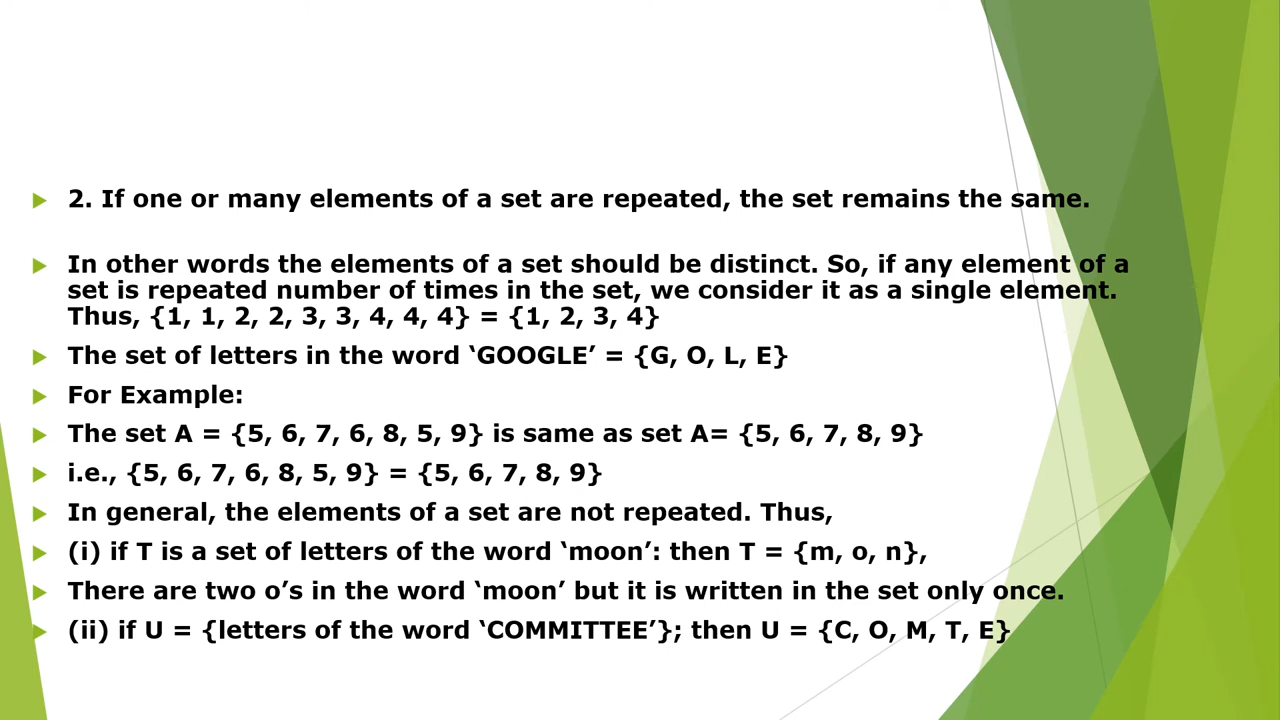 2. If one or many elements of a set are repeated, the set remains the same.
In other words the elements of a set should be distinct. So, if any element of a
set is repeated number of times in the set, we consider it as a single element.
Thus, {1, 1, 2, 2, 3, 3, 4, 4, 4} = {1, 2, 3, 4}
The set of letters in the word ‘GOOGLE’ = {G, O, L, E}
For Example:
The set A = {5, 6, 7, 6, 8, 5, 9} is same as set A= {5, 6, 7, 8, 9}
i.e., {5, 6, 7, 6, 8, 5, 9} = {5, 6, 7, 8, 9}
In general, the elements of a set are not repeated. Thus,
(i) if T is a set of letters of the word ‘moon’: then T = {m, o, n},
There are two o’s in the word ‘moon’ but it is written in the set only once.
(ii) if U = {letters of the word ‘COMMITTEE’}; then U = {C, O, M, T, E}